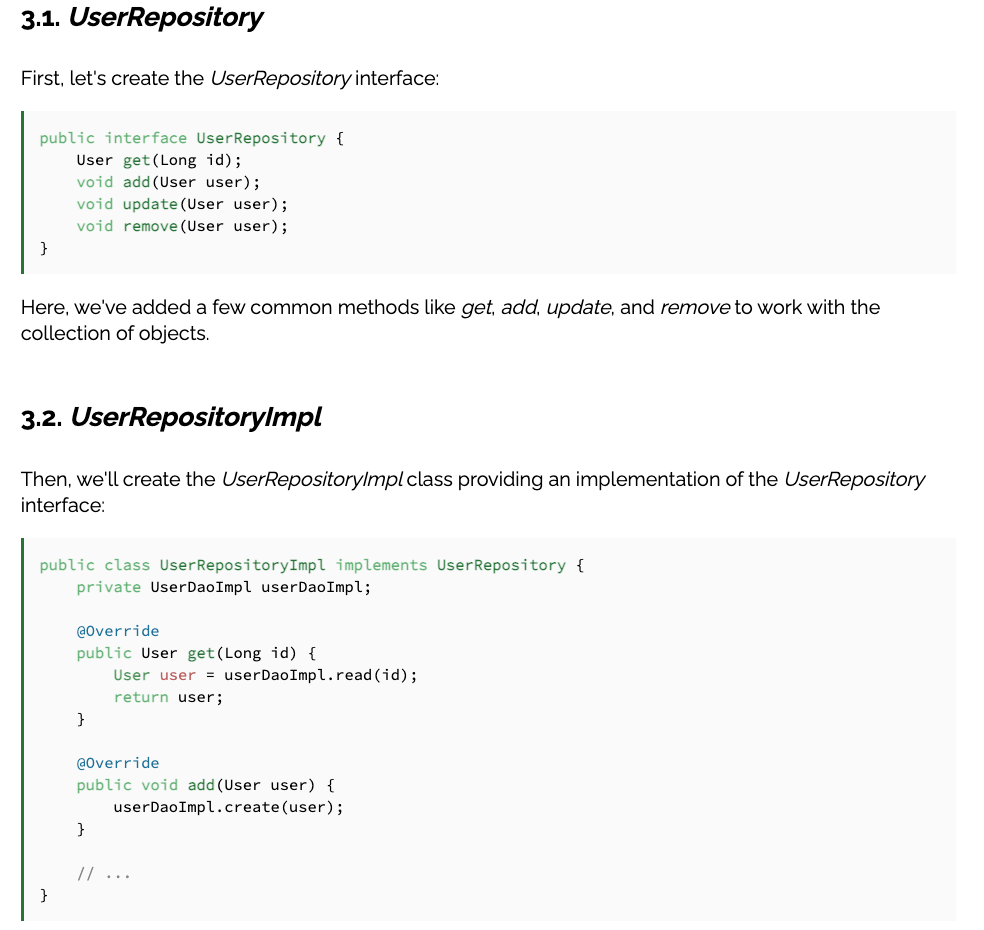 3.1. UserRepository
First, let's create the UserRepository interface:
public interface UserRepository {
    User get(Long id);
    void add(User user);
    void update(User user);
    void remove(User user);
}
Here, we've added a few common methods like get, add, update, and remove to work with the
collection of objects.
3.2. UserRepositoryImpl
Then, we'll create the UserRepositoryImpl class providing an implementation of the UserRepository
interface:
public class UserRepositoryImpl implements UserRepository {
    private UserDaoImpl userDaoImpl;
    @Override
    public User get(Long id) {
        User user = userDaoImpl.read(id);
        return user;
    }
    @Override
    public void add(User user) {
        userDaoImpl.create(user);
    }
    // ...
}